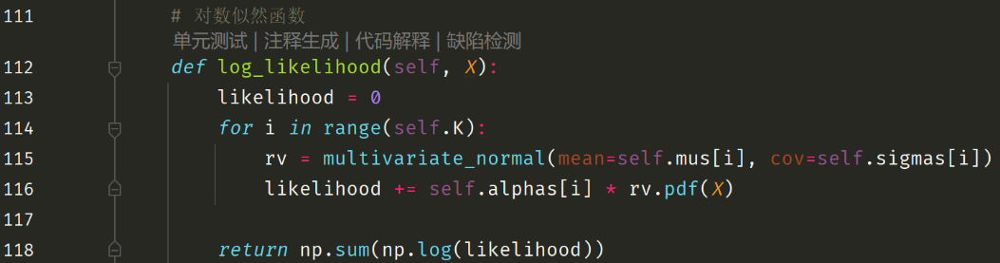 111 # 对数似然函数
单元测试 | 注释生成 | 代码解释 | 缺陷检测
112 def log_likelihood(self, X):
113 likelihood = 0
114 for i in range(self.K):
115 rv = multivariate_normal(mean=self.mus[i], cov=self.sigmas[i])
116 likelihood += self.alphas[i] * rv.pdf(X)
117
118 return np.sum(np.log(likelihood))